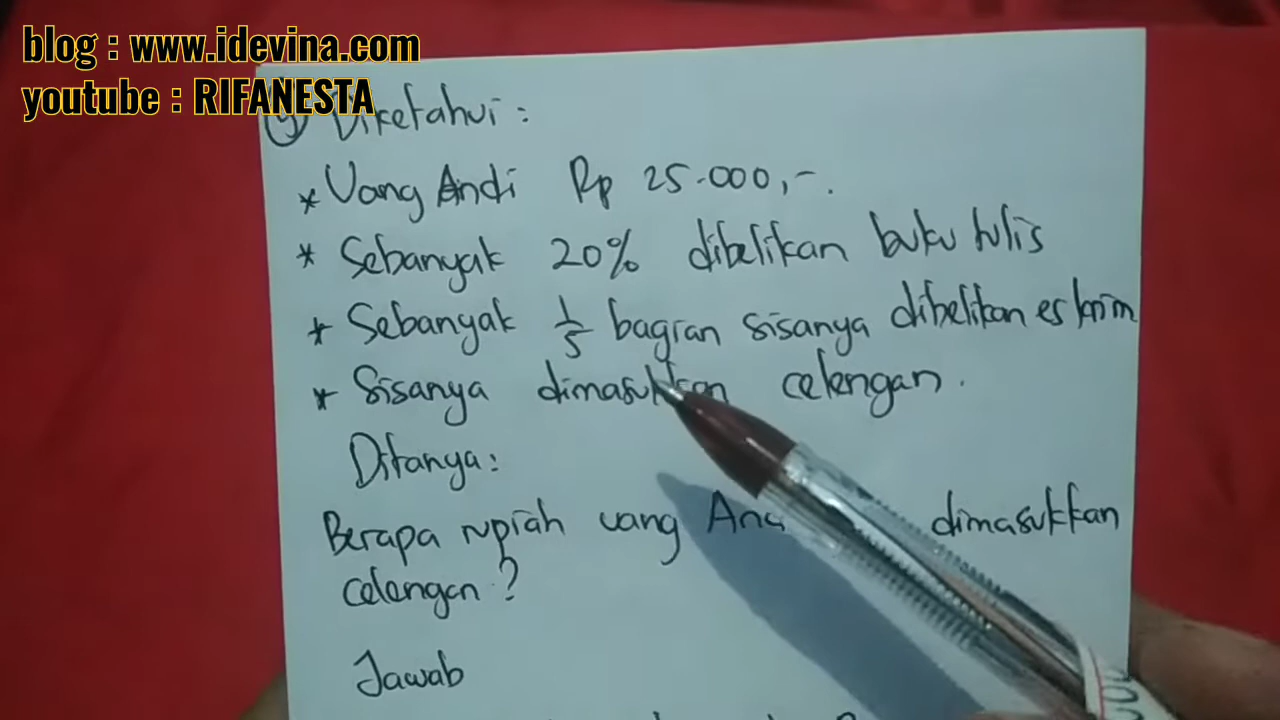 blog : www.idevina.com
youtube : RIFANESTA
Diketahui :
* Uang Andi Rp 25.000,-.
* Sebanyak 20% dibelikan buku tulis
* Sebanyak 1/5 bagian sisanya dibelikan es krim
* Sisanya dimasukkan celengan.
Ditanya:
Berapa rupiah uang dimasukkan
celengan ?
Jawab